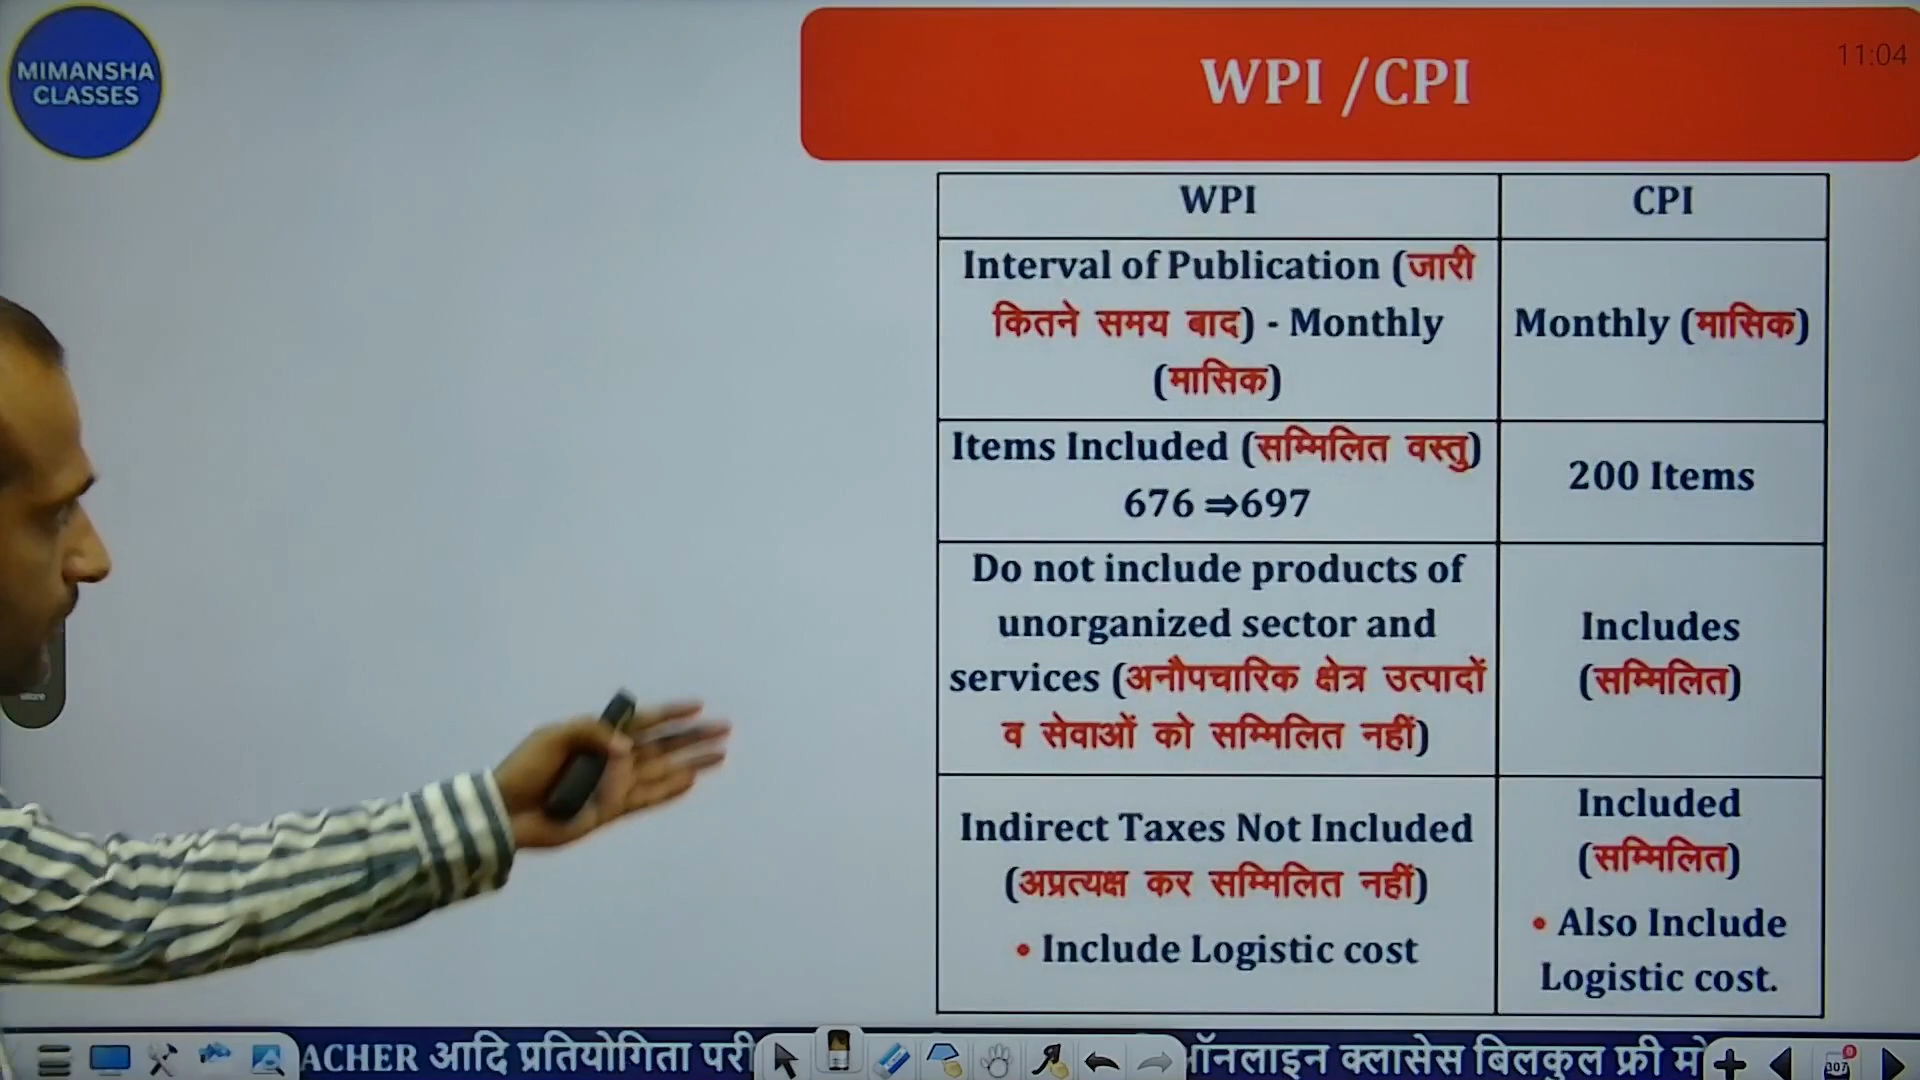 MIMANSHA
CLASSES
11:04
WPI /CPI
WPI
CPI
Interval of Publication (जारी
कितने समय बाद) - Monthly
(मासिक)
Monthly (मासिक)
Items Included (सम्मिलित वस्तु)
676 ⇒697
200 Items
Do not include products of
unorganized sector and
services (अनौपचारिक क्षेत्र उत्पादों
व सेवाओं को सम्मिलित नहीं)
Includes
(सम्मिलित)
Indirect Taxes Not Included
(अप्रत्यक्ष कर सम्मिलित नहीं)
• Include Logistic cost
Included
(सम्मिलित)
• Also Include
Logistic cost.
ACHER आदि प्रतियोगिता परी
ऑनलाइन क्लासेस बिलकुल फ्री में
307